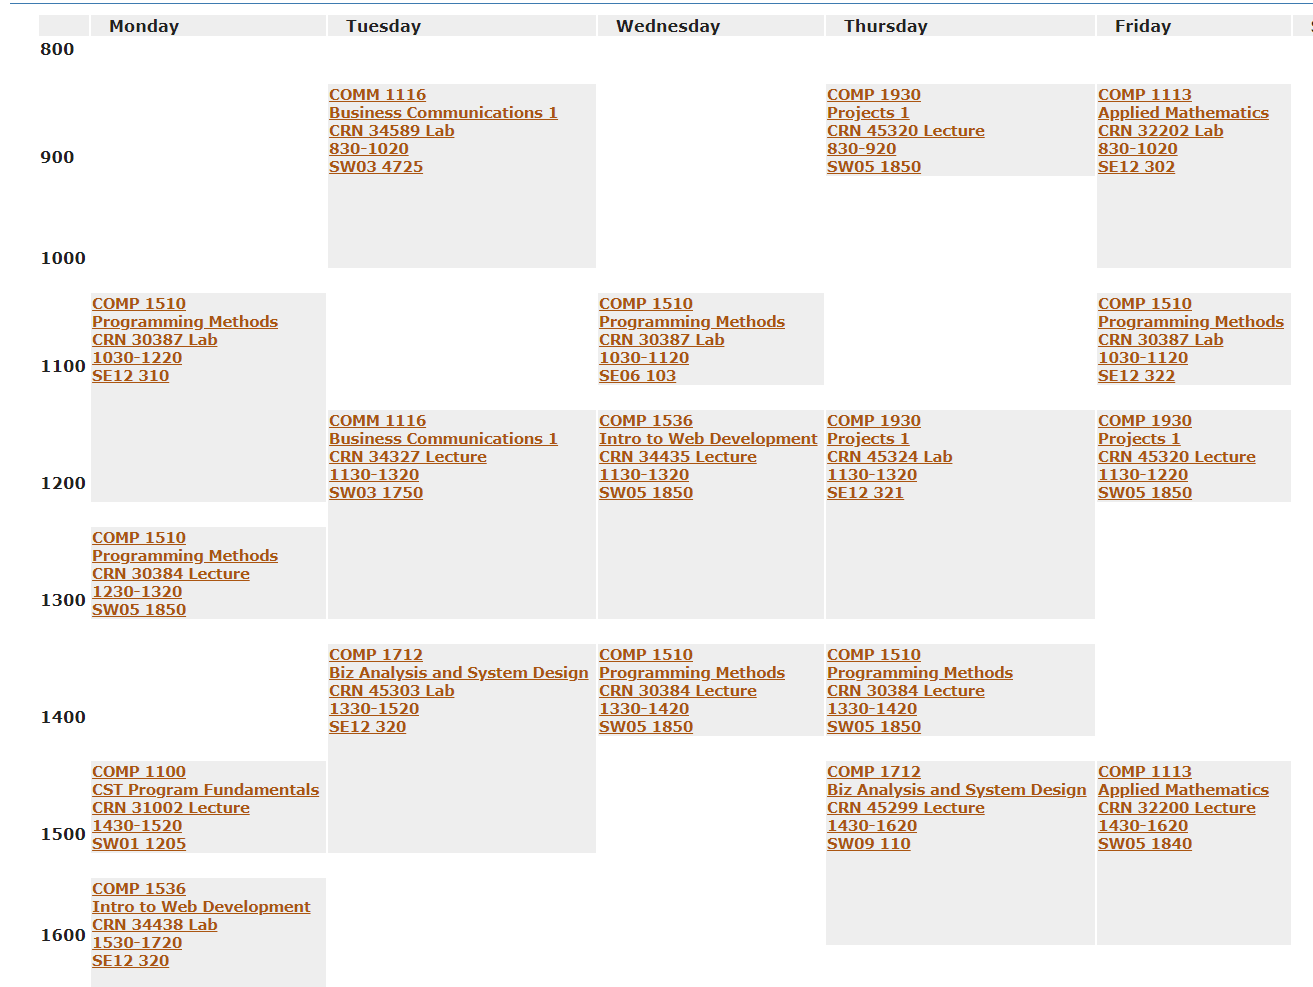 Monday Tuesday Wednesday Thursday Friday
800
COMM 1116
Business Communications 1
CRN 34589 Lab
830-1020
SW03 4725
COMP 1930
Projects 1
CRN 45320 Lecture
830-920
SW05 1850
COMP 1113
Applied Mathematics
CRN 32202 Lab
830-1020
SE12 302
900
1000
COMP 1510
Programming Methods
CRN 30387 Lab
1030-1220
SE12 310
COMP 1510
Programming Methods
CRN 30387 Lab
1030-1120
SE06 103
COMP 1510
Programming Methods
CRN 30387 Lab
1030-1120
SE12 322
1100
COMM 1116
Business Communications 1
CRN 34327 Lecture
1130-1320
SW03 1750
COMP 1536
Intro to Web Development
CRN 34435 Lecture
1130-1320
SW05 1850
COMP 1930
Projects 1
CRN 45324 Lab
1130-1320
SE12 321
COMP 1930
Projects 1
CRN 45320 Lecture
1130-1220
SW05 1850
1200
COMP 1510
Programming Methods
CRN 30384 Lecture
1230-1320
SW05 1850
1300
COMP 1712
Biz Analysis and System Design
CRN 45303 Lab
1330-1520
SE12 320
COMP 1510
Programming Methods
CRN 30384 Lecture
1330-1420
SW05 1850
COMP 1510
Programming Methods
CRN 30384 Lecture
1330-1420
SW05 1850
1400
COMP 1100
CST Program Fundamentals
CRN 31002 Lecture
1430-1520
SW01 1205
COMP 1712
Biz Analysis and System Design
CRN 45299 Lecture
1430-1620
SW09 110
COMP 1113
Applied Mathematics
CRN 32200 Lecture
1430-1620
SW05 1840
1500
COMP 1536
Intro to Web Development
CRN 34438 Lab
1530-1720
SE12 320
1600